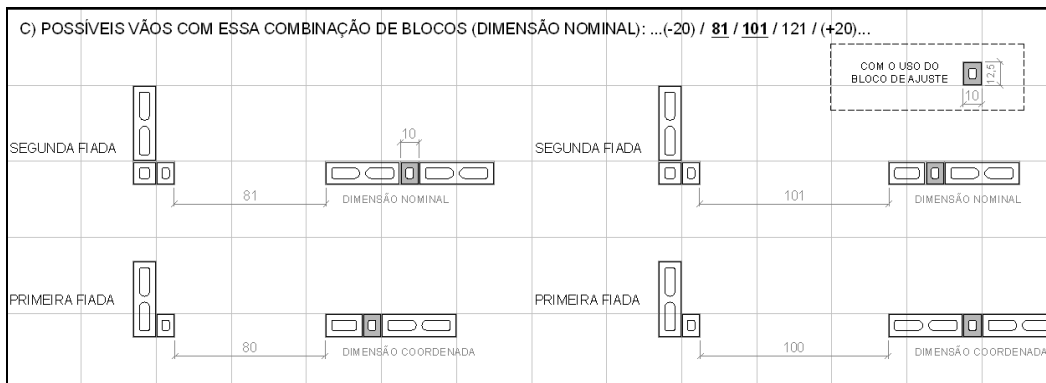 C) POSSÍVEIS VÃOS COM ESSA COMBINAÇÃO DE BLOCOS (DIMENSÃO NOMINAL): ...(-20) / 81 / 101 / 121 / (+20)...
COM O USO DO
BLOCO DE AJUSTE
12,5
10
SEGUNDA FIADA
10
81
DIMENSÃO NOMINAL
SEGUNDA FIADA
101
DIMENSÃO NOMINAL
PRIMEIRA FIADA
80
DIMENSÃO COORDENADA
PRIMEIRA FIADA
100
DIMENSÃO COORDENADA